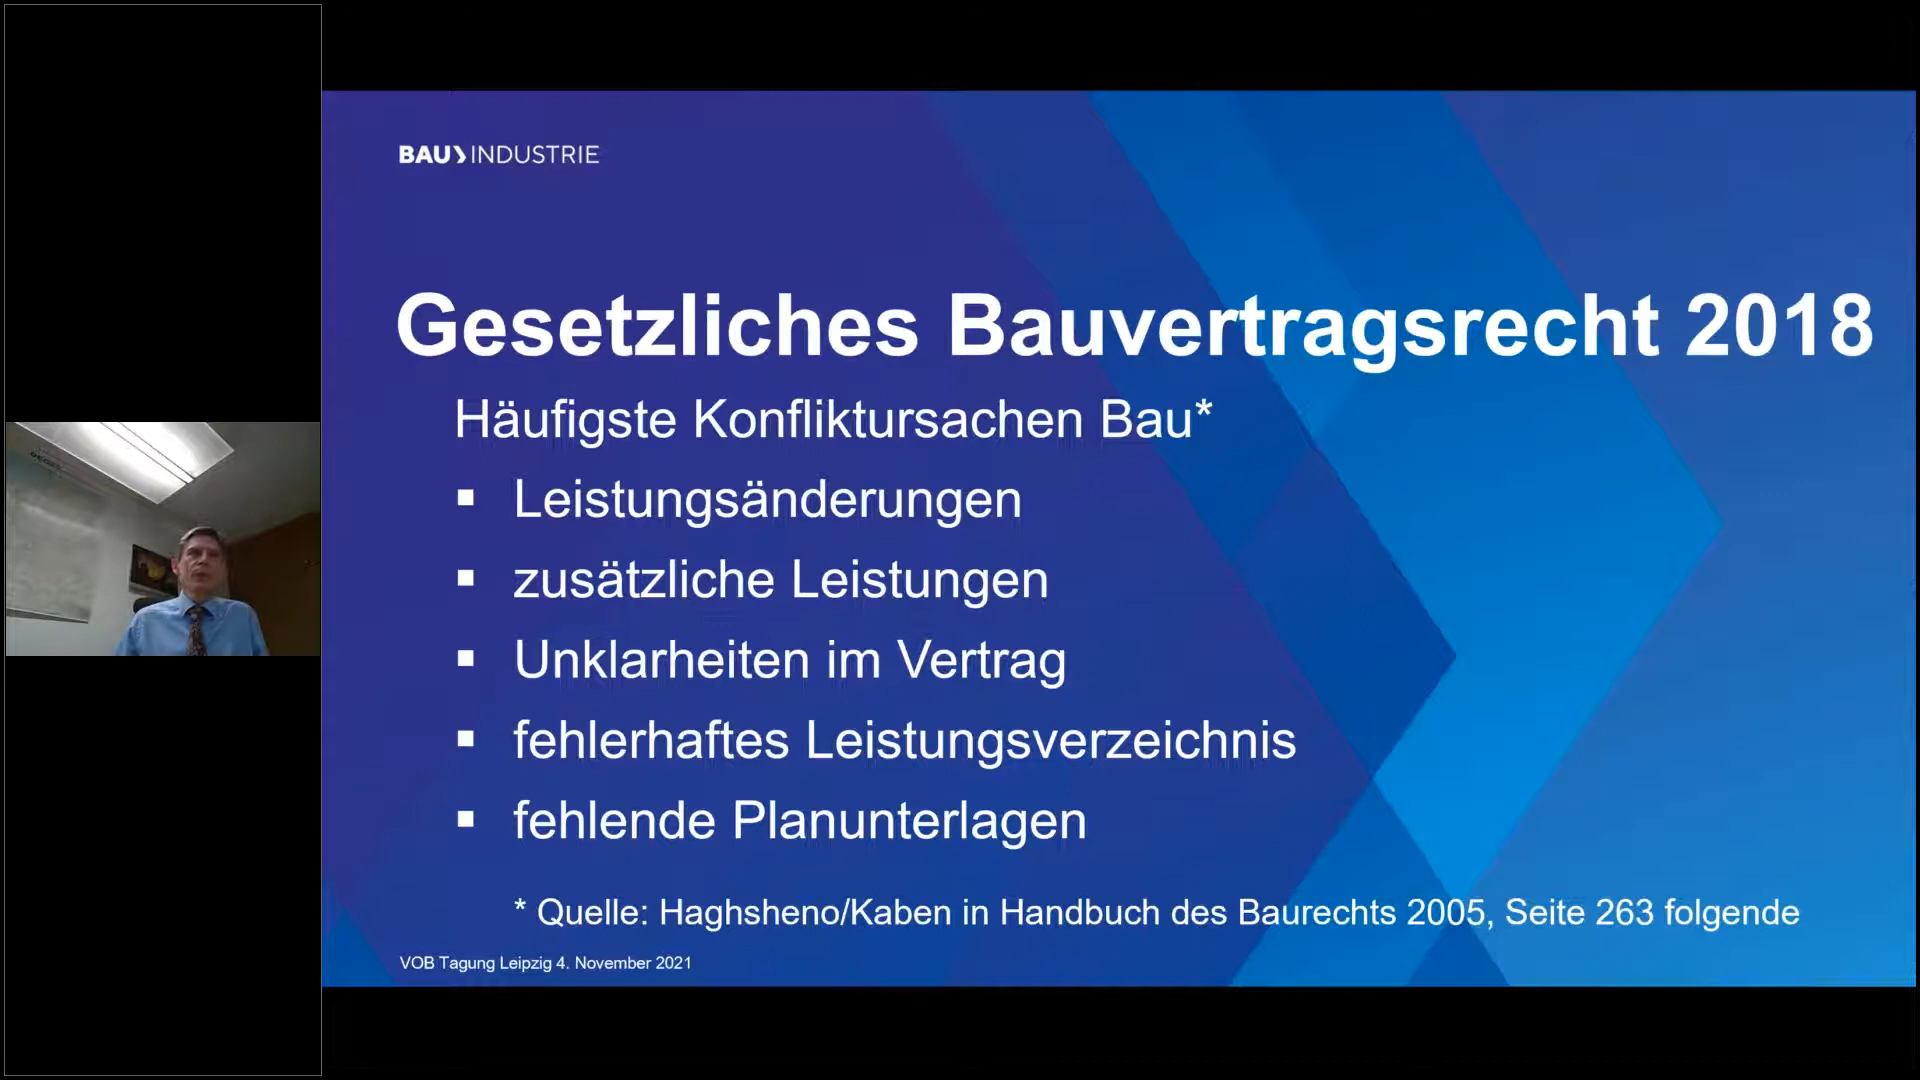 BAU INDUSTRIE
Gesetzliches Bauvertragsrecht 2018
Häufigste Konfliktursachen Bau*
▪ Leistungsänderungen
▪ zusätzliche Leistungen
▪ Unklarheiten im Vertrag
▪ fehlerhaftes Leistungsverzeichnis
▪ fehlende Planunterlagen
* Quelle: Haghsheno/Kaben in Handbuch des Baurechts 2005, Seite 263 folgende
VOB Tagung Leipzig 4. November 2021